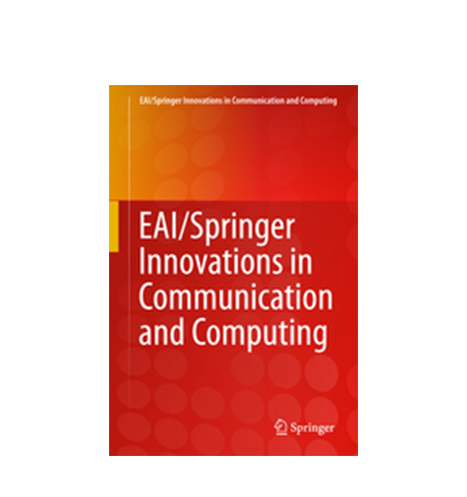 EAI/Springer Innovations in Communication and Computing
EAI/Springer
Innovations in
Communication
and Computing
Springer